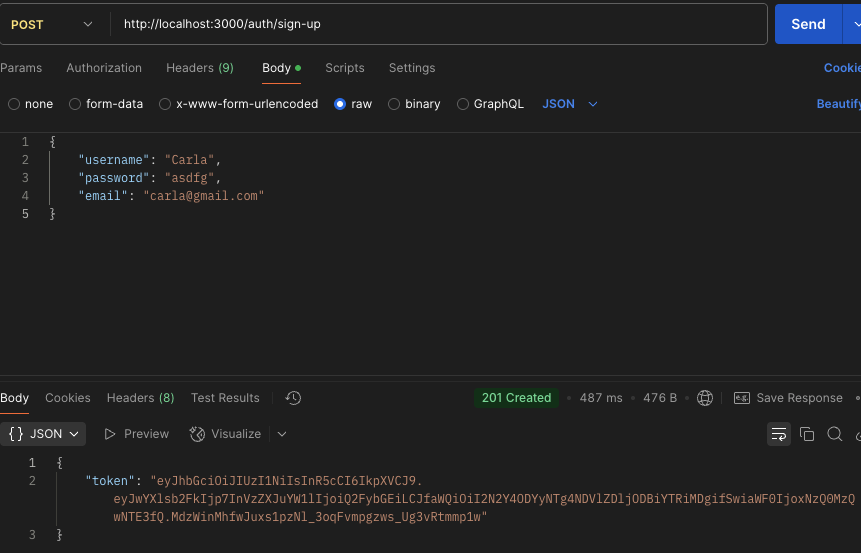 POST http://localhost:3000/auth/sign-up Send
Params Authorization Headers (9) Body Scripts Settings Cookie
none form-data x-www-form-urlencoded raw binary GraphQL JSON Beautify
1 {
2 "username": "Carla",
3 "password": "asdfg",
4 "email": "carla@gmail.com"
5 }
Body Cookies Headers (8) Test Results 201 Created 487 ms 476 B e.g. Save Response
{} JSON Preview Visualize
1 {
2 "token": "eyJhbGciOiJIUzI1NiIsInR5cCI6IkpXVCJ9.
eyJwYXlsb2FkIjp7InVzZXJuYW1lIjoiQ2FybGEiLCJfaWQiOiI2N2Y4ODYyNTg4NDVlZDljODBiYTRiMDgifSwiaWF0IjoxNzQ0MzQ
wNTE3fQ.MdzWinMhfwJuxs1pzNl_3oqFvmpgzws_Ug3vRtmmp1w"
3 }